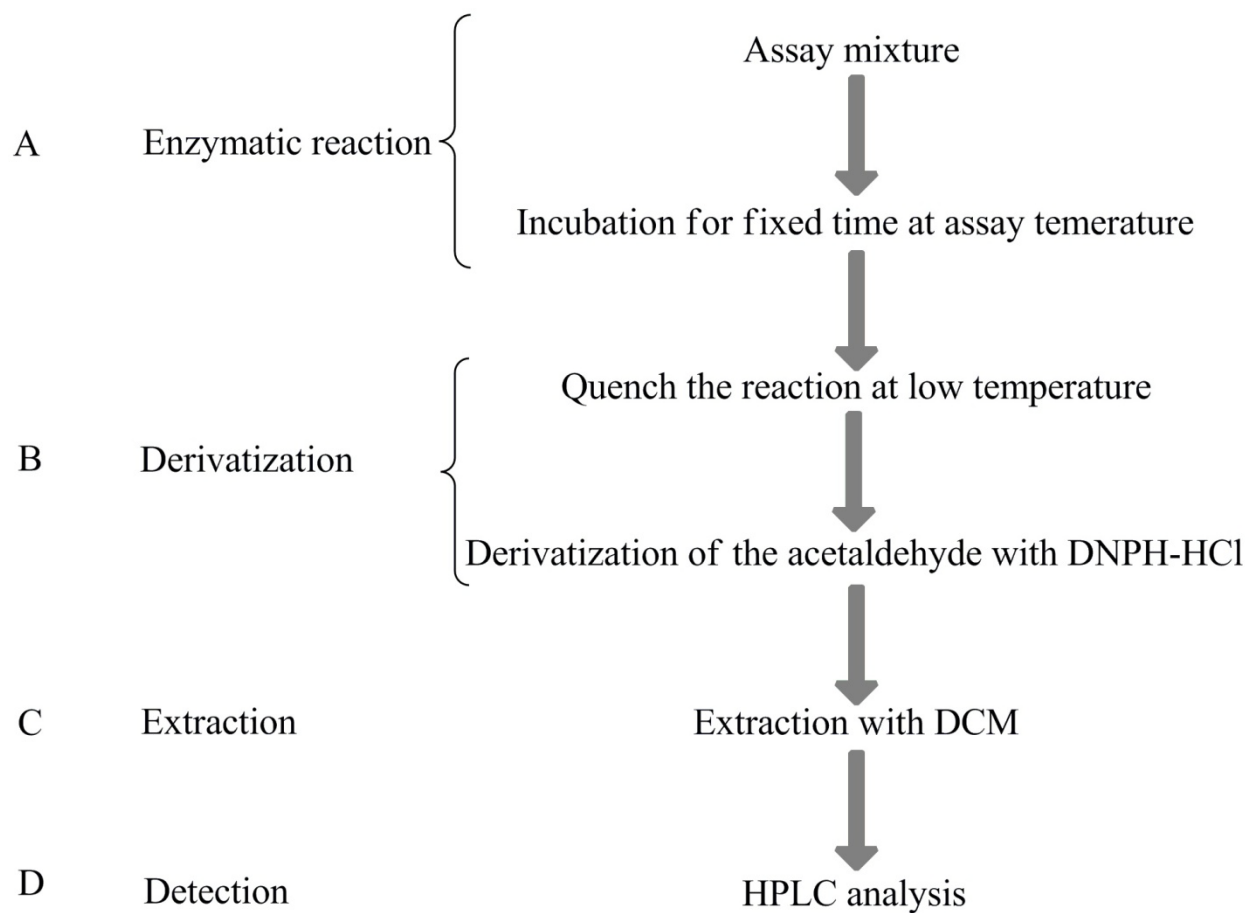 Assay mixture
A Enzymatic reaction
Incubation for fixed time at assay temerature
Quench the reaction at low temperature
B Derivatization
Derivatization of the acetaldehyde with DNPH-HCl
C Extraction Extraction with DCM
D Detection HPLC analysis